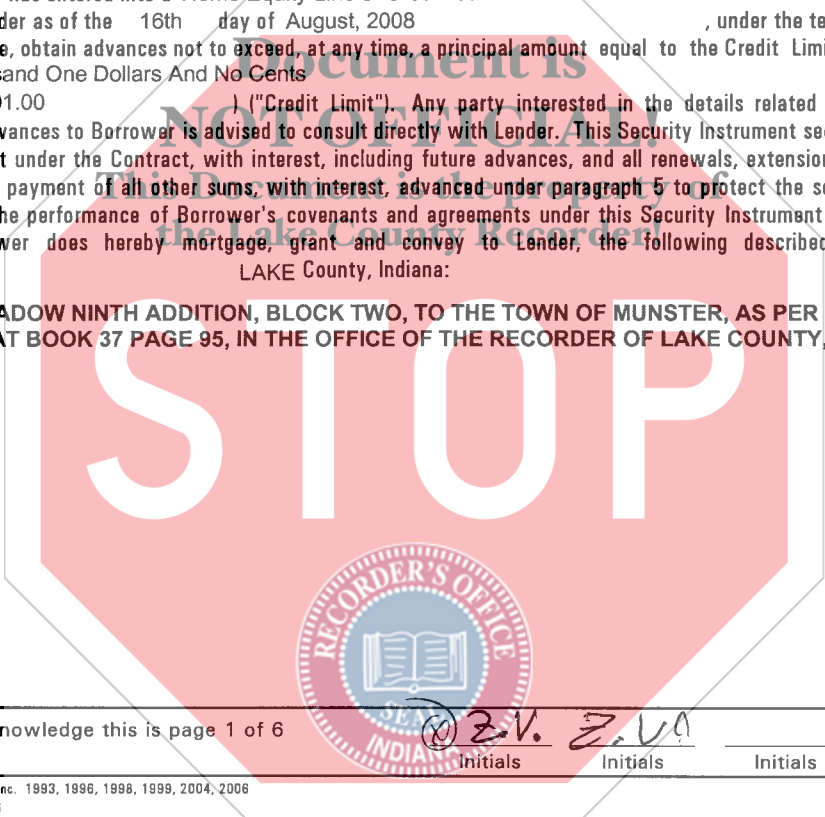 der as of the 16th day of August, 2008 , under the te
e, obtain advances not to exceed, at any time, a principal amount equal to the Credit Limi
sand One Dollars And No Cents
Document is
1.00 ) ("Credit Limit"). Any party interested in the details related
NOT OFFICIAL!
vances to Borrower is advised to consult directly with Lender. This Security Instrument sec
t under the Contract, with interest, including future advances, and all renewals, extension
payment of all other sums, with interest, advanced under paragraph 5 to protect the se
This Document is the property of
he performance of Borrower's covenants and agreements under this Security Instrument
the Lake County Recorder!
wer does hereby mortgage, grant and convey to Lender, the following described
LAKE County, Indiana:
ADOW NINTH ADDITION, BLOCK TWO, TO THE TOWN OF MUNSTER, AS PER
AT BOOK 37 PAGE 95, IN THE OFFICE OF THE RECORDER OF LAKE COUNTY,
STOP
RECORDER'S OFFICE
SEAL
INDIANA
nowledge this is page 1 of 6 Z.V. Z.V
Initials Initials Initials
nc. 1993, 1996, 1998, 1999, 2004, 2006